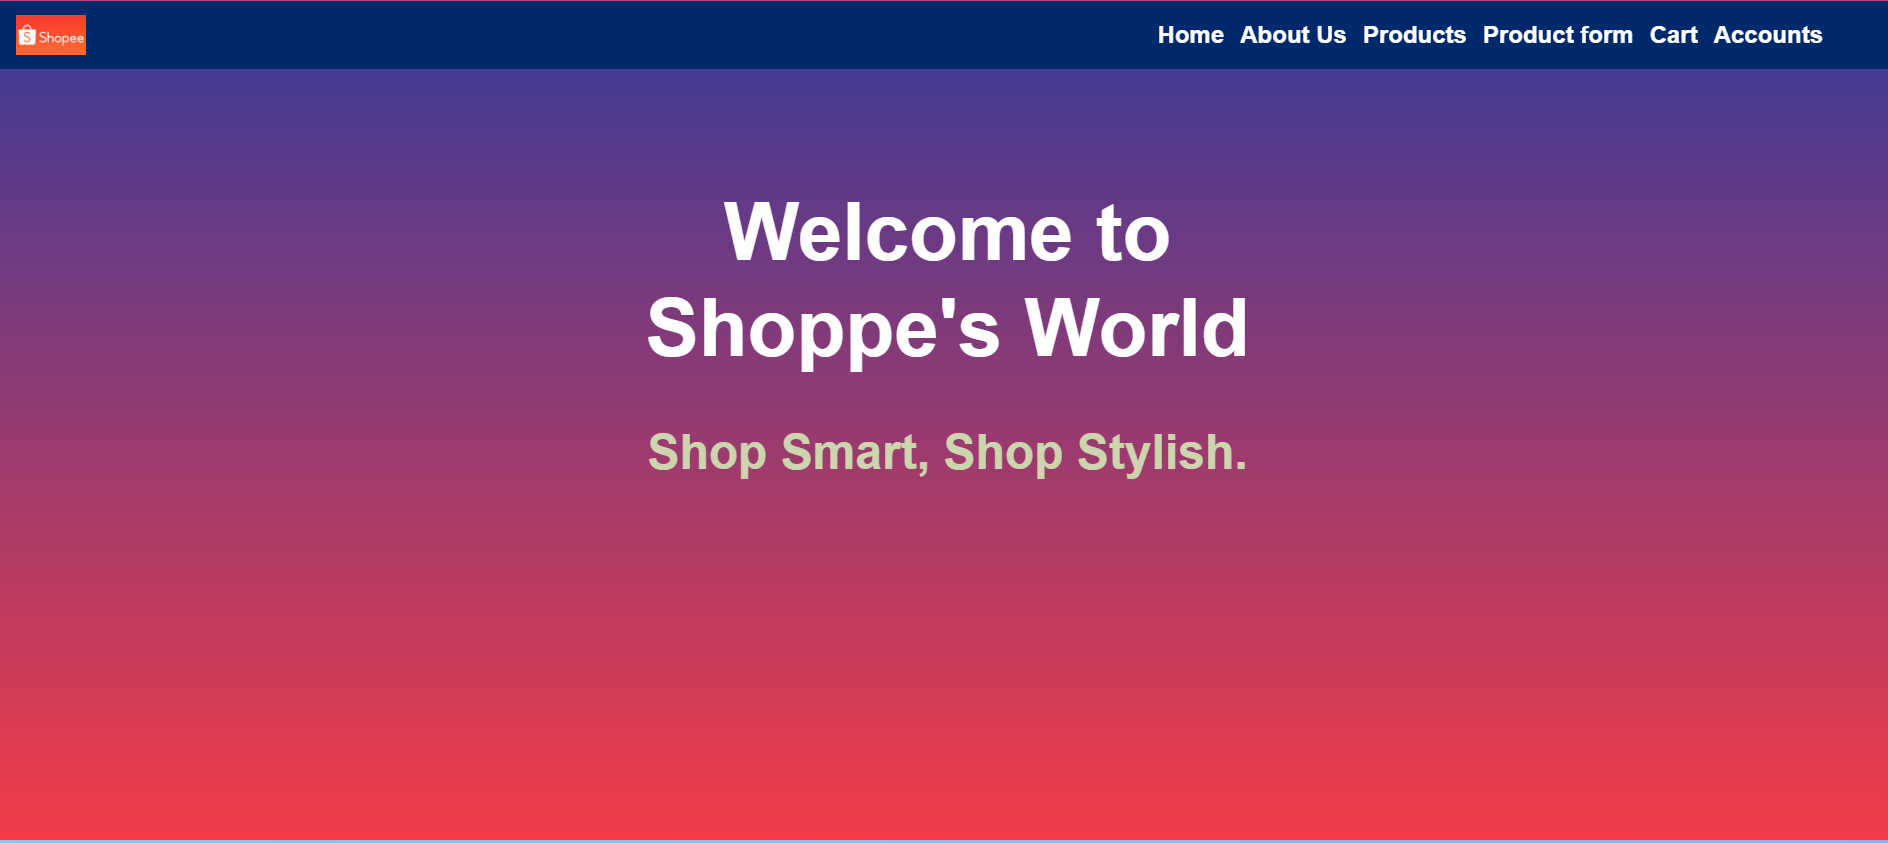 S Shopee
Home About Us Products Product form Cart Accounts
Welcome to
Shoppe's World
Shop Smart, Shop Stylish.